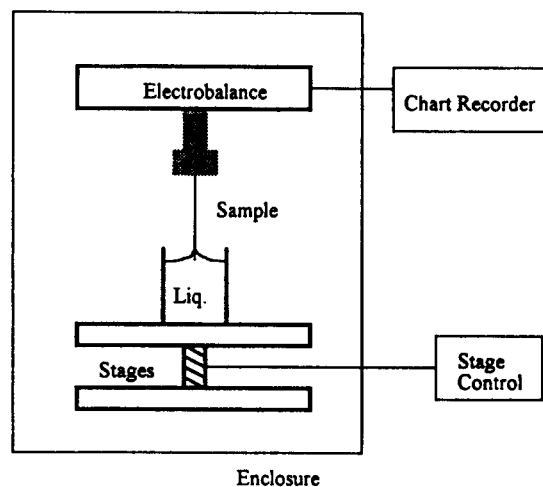 Electrobalance
Chart Recorder
Sample
Liq.
Stages
Stage
Control
Enclosure